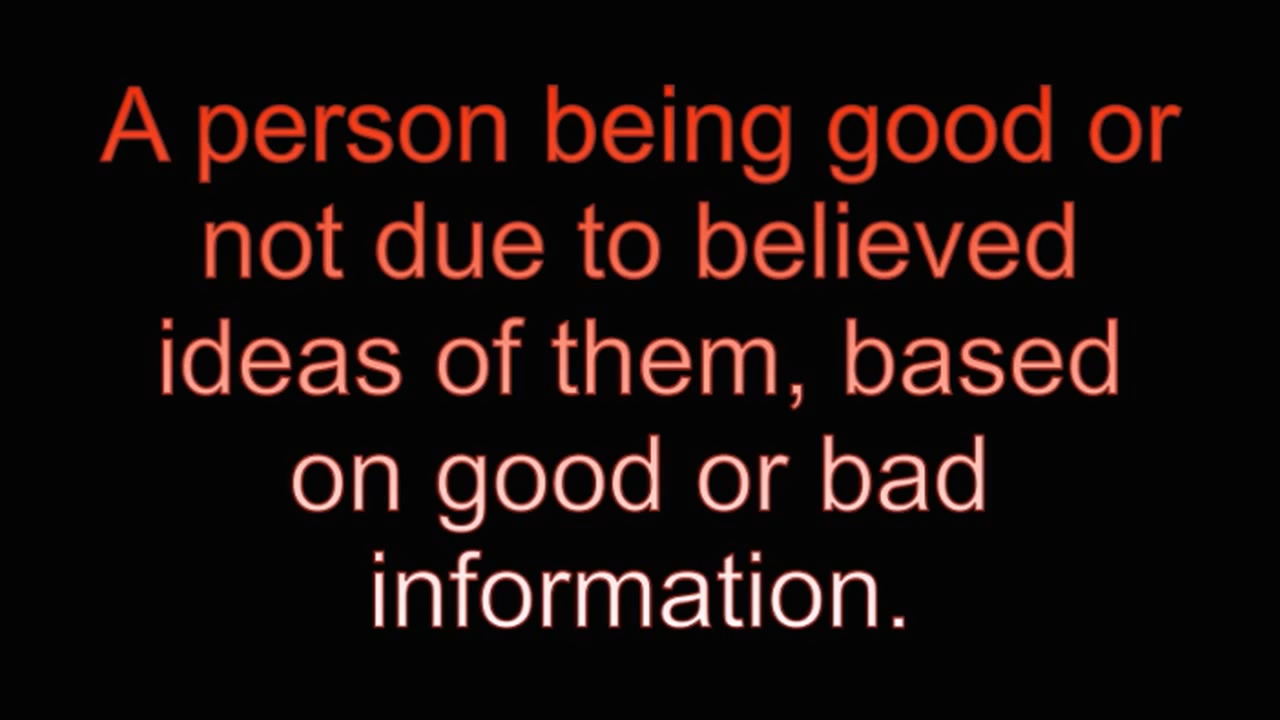 A person being good or
not due to believed
ideas of them, based
on good or bad
information.